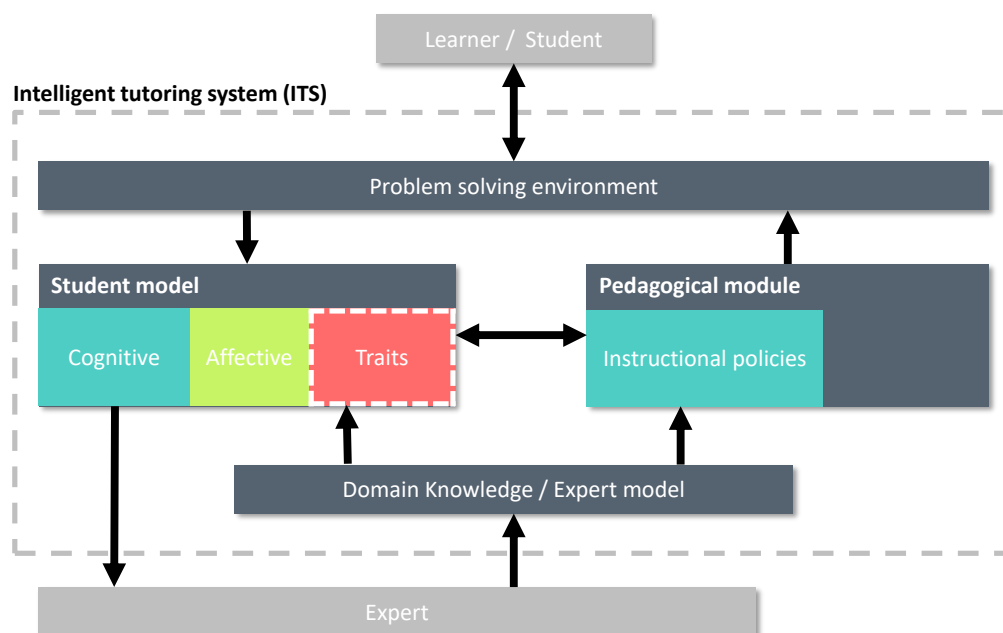 Learner / Student
Intelligent tutoring system (ITS)
Problem solving environment
Student model
Pedagogical module
Cognitive
Affective
Traits
Instructional policies
Domain Knowledge / Expert model
Expert